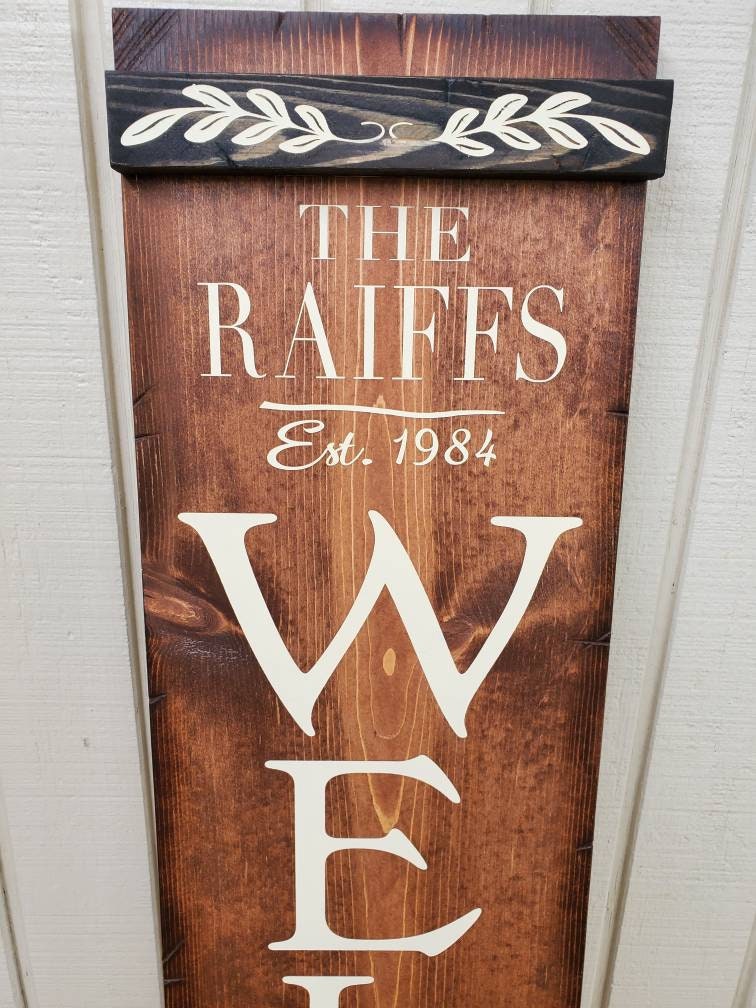 THE
RAIFFS
Est. 1984
W
E